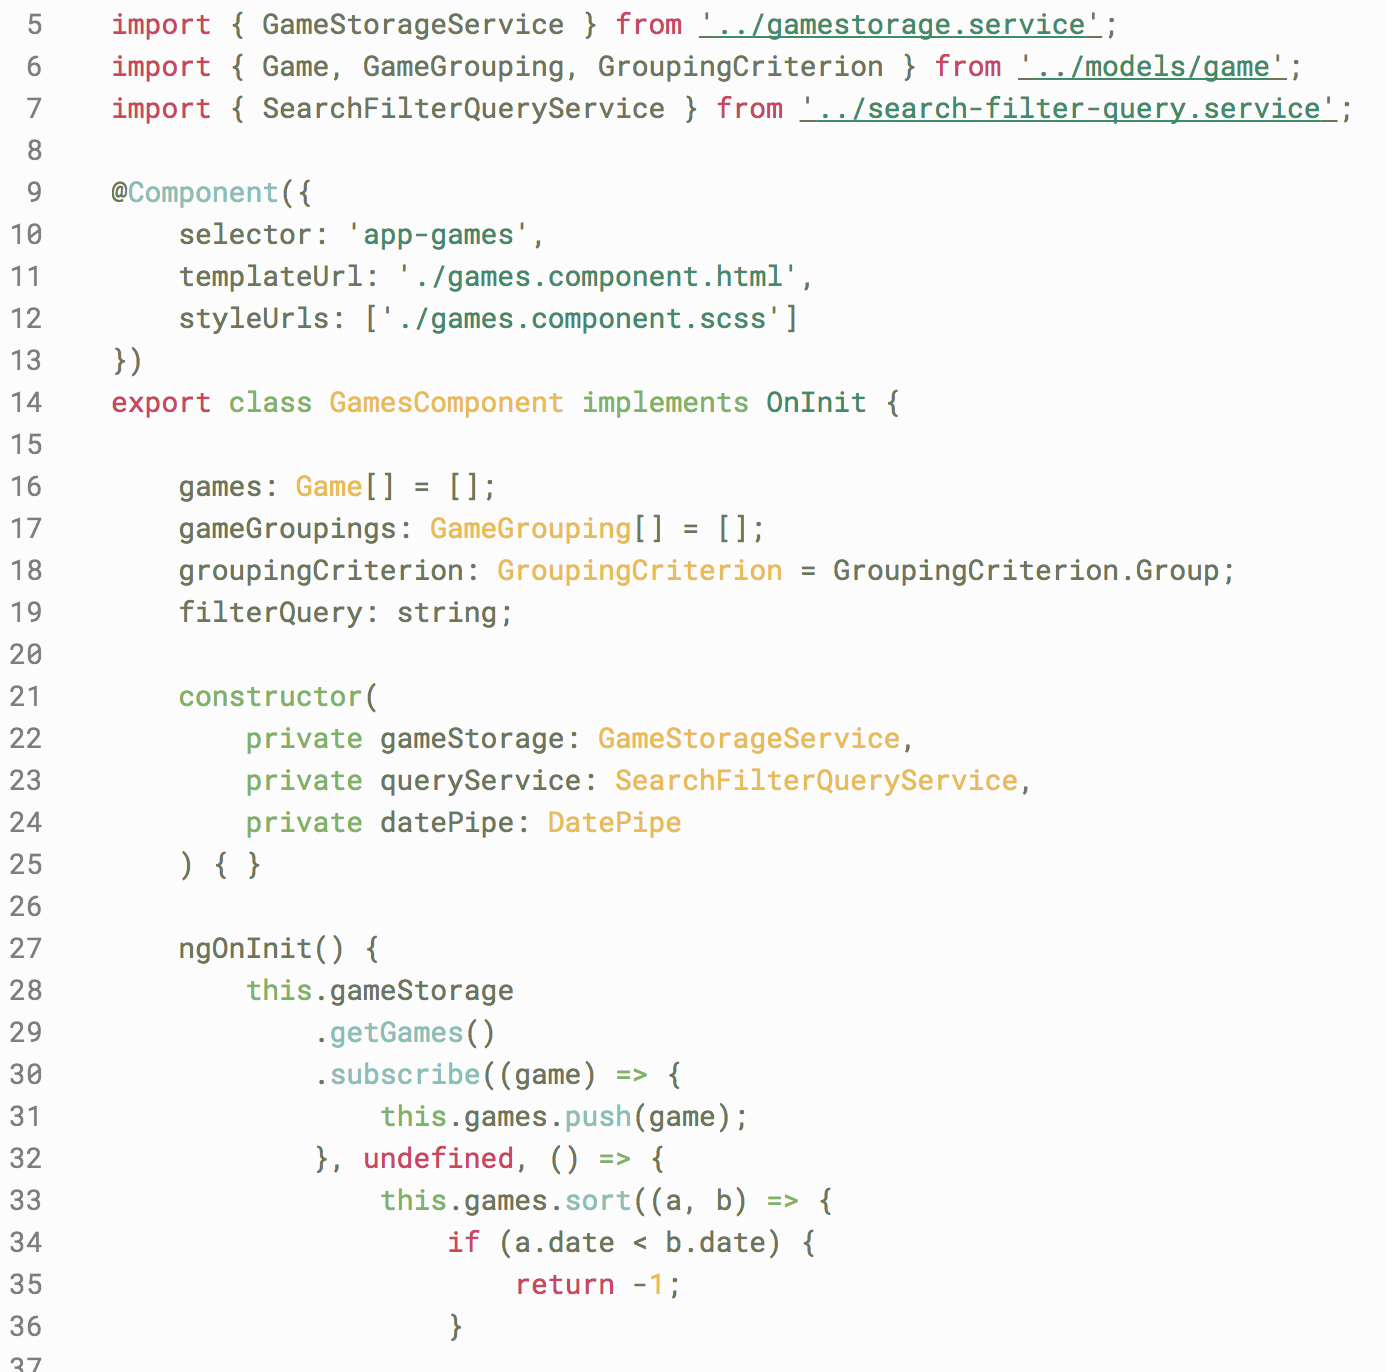 5 import { GameStorageService } from '../gamestorage.service';
6 import { Game, GameGrouping, GroupingCriterion } from '../models/game';
7 import { SearchFilterQueryService } from '../search-filter-query.service';
8
9 @Component({
10     selector: 'app-games',
11     templateUrl: './games.component.html',
12     styleUrls: ['./games.component.scss']
13 })
14 export class GamesComponent implements OnInit {
15
16     games: Game[] = [];
17     gameGroupings: GameGrouping[] = [];
18     groupingCriterion: GroupingCriterion = GroupingCriterion.Group;
19     filterQuery: string;
20
21     constructor(
22         private gameStorage: GameStorageService,
23         private queryService: SearchFilterQueryService,
24         private datePipe: DatePipe
25     ) { }
26
27     ngOnInit() {
28         this.gameStorage
29             .getGames()
30             .subscribe((game) => {
31                 this.games.push(game);
32             }, undefined, () => {
33                 this.games.sort((a, b) => {
34                     if (a.date < b.date) {
35                         return -1;
36                     }
37